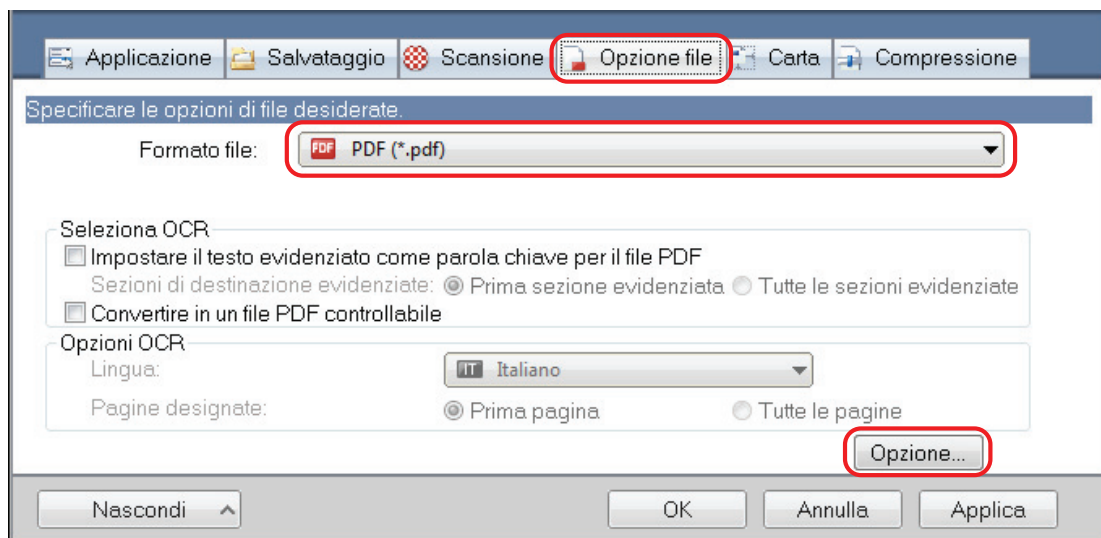 Applicazione Salvataggio Scansione Opzione file Carta Compressione
Specificare le opzioni di file desiderate.
Formato file: PDF PDF (*.pdf)
Seleziona OCR
Impostare il testo evidenziato come parola chiave per il file PDF
Sezioni di destinazione evidenziate: Prima sezione evidenziata Tutte le sezioni evidenziate
Convertire in un file PDF controllabile
Opzioni OCR
Lingua: IT Italiano
Pagine designate: Prima pagina Tutte le pagine
Opzione...
Nascondi OK Annulla Applica